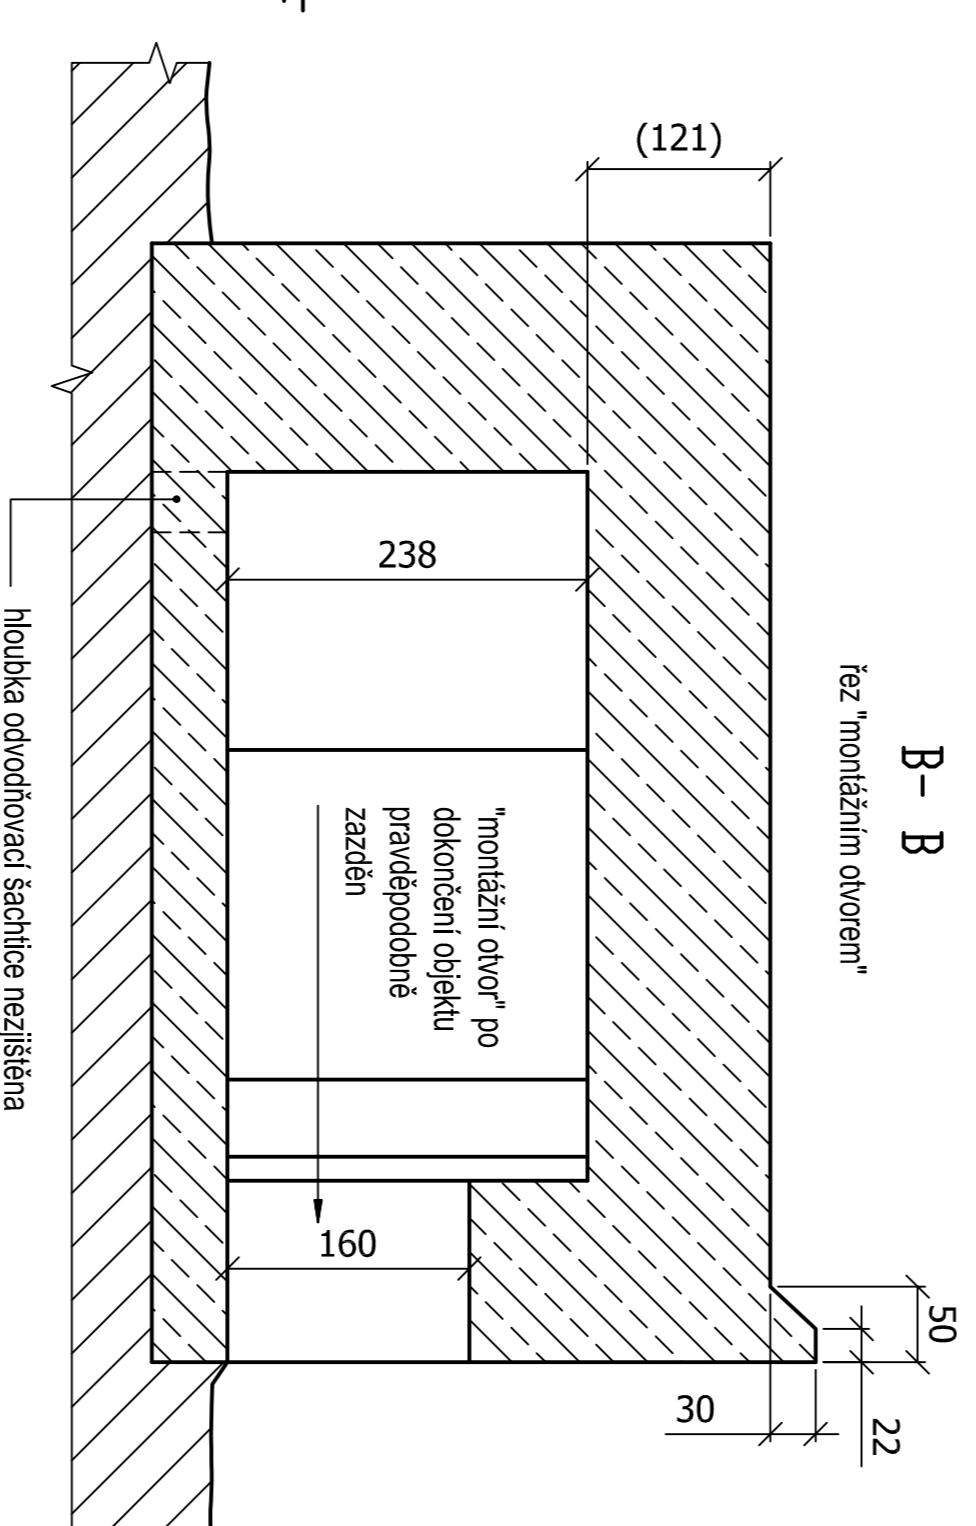 B- B
řez "montážním otvorem"
(121)
238
"montážní otvor" po
dokončení objektu
pravděpodobně
zazděn
160
50
22
30
hloubka odvodňovací šachtice nezjištěna